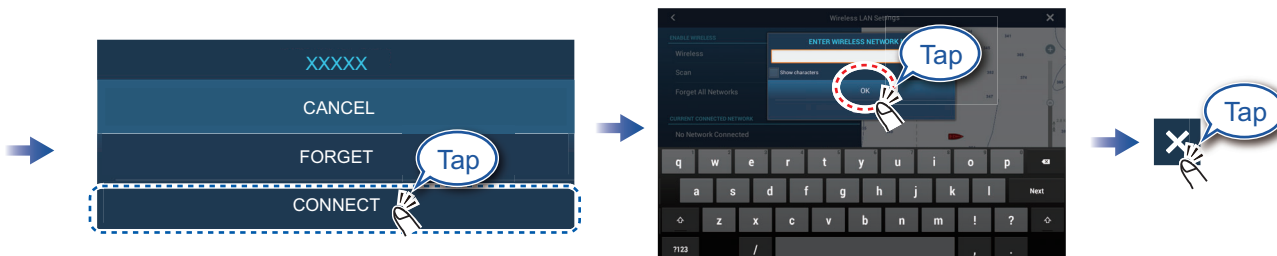 XXXXX
CANCEL
FORGET
CONNECT
Tap
Wireless LAN Settings
ENABLE WIRELESS
Wireless
Scan
Forget All Networks
CURRENT CONNECTED NETWORK
No Network Connected
ENTER WIRELESS NETWORK
Show characters
OK
Tap
q w e r t y u i o p
a s d f g h j k l Next
z x c v b n m ! ?
?123 / , .
Tap